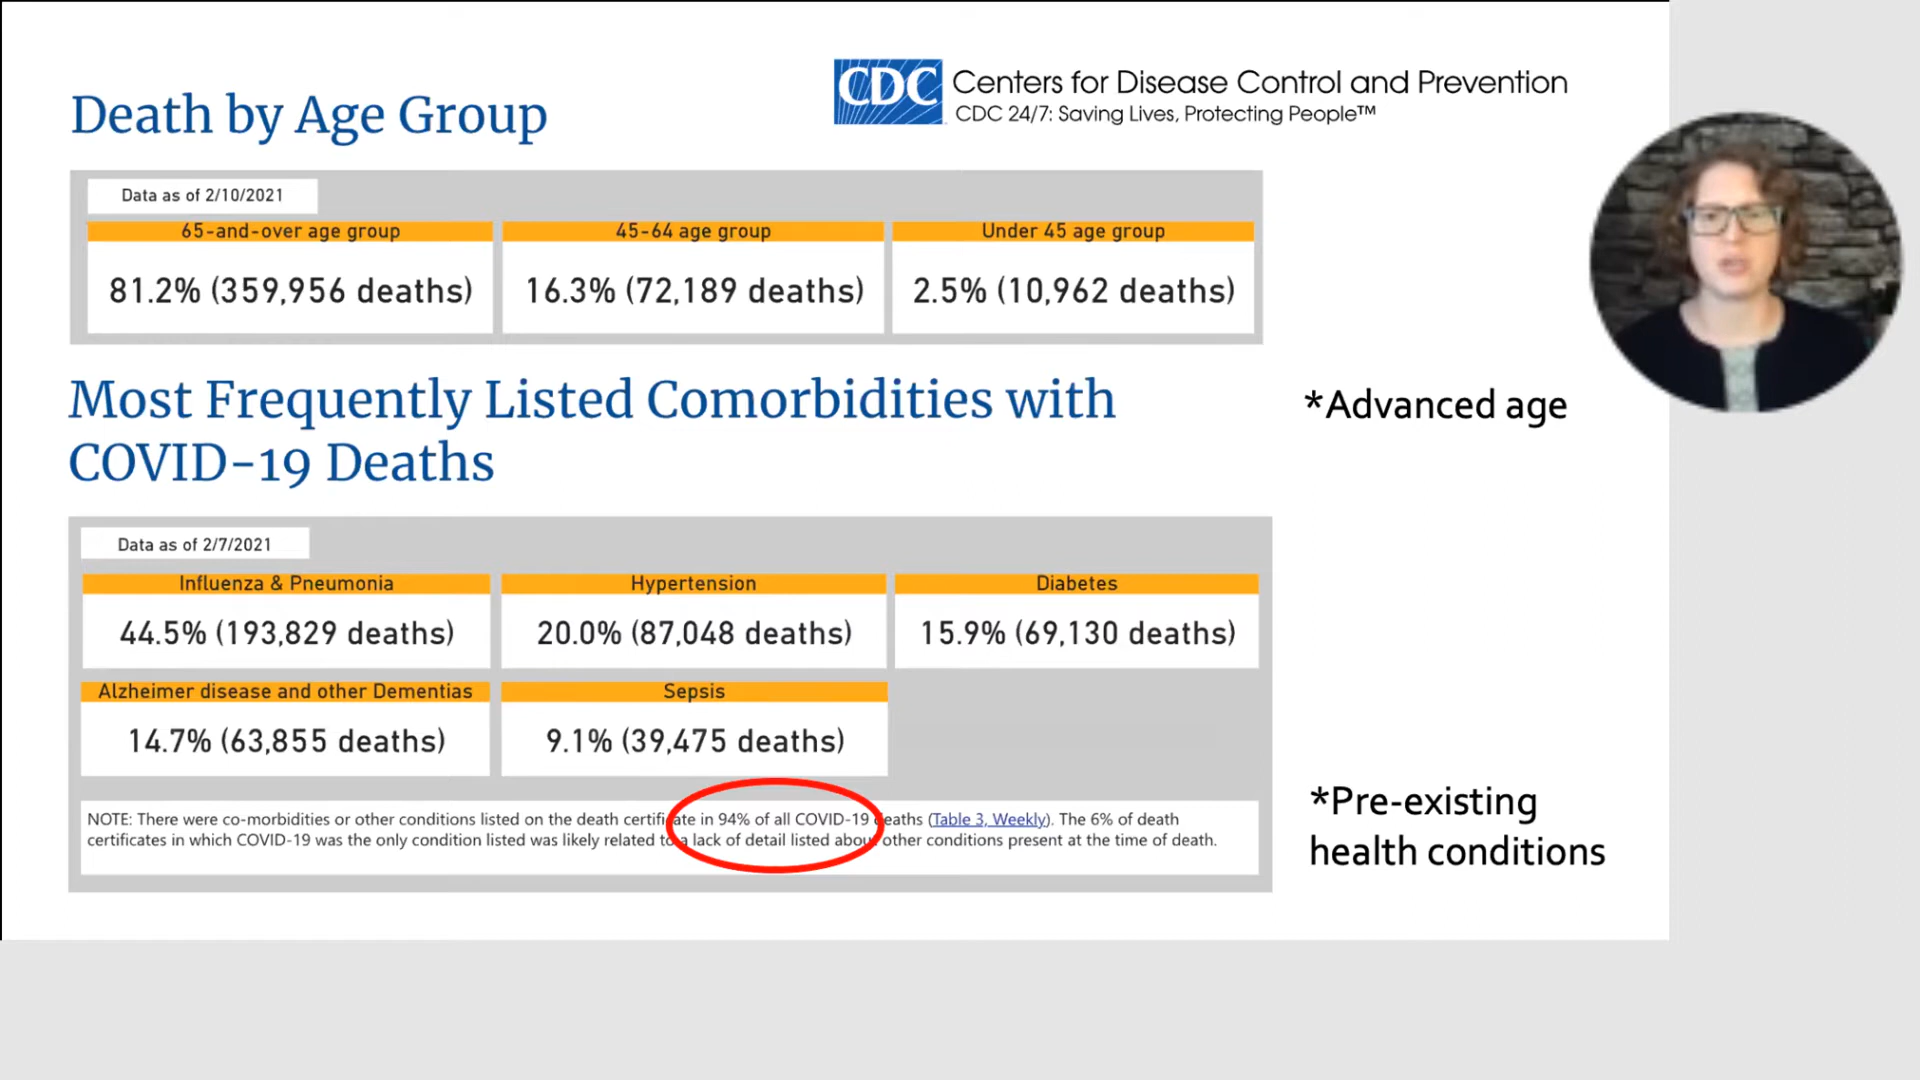 Death by Age Group
CDC Centers for Disease Control and Prevention
CDC 24/7: Saving Lives, Protecting People™
Data as of 2/10/2021
65-and-over age group 45-64 age group Under 45 age group
81.2% (359,956 deaths) 16.3% (72,189 deaths) 2.5% (10,962 deaths)
Most Frequently Listed Comorbidities with
COVID-19 Deaths
*Advanced age
Data as of 2/7/2021
Influenza & Pneumonia Hypertension Diabetes
44.5% (193,829 deaths) 20.0% (87,048 deaths) 15.9% (69,130 deaths)
Alzheimer disease and other Dementias Sepsis
14.7% (63,855 deaths) 9.1% (39,475 deaths)
NOTE: There were co-morbidities or other conditions listed on the death certificate in 94% of all COVID-19 deaths (Table 3, Weekly). The 6% of death
certificates in which COVID-19 was the only condition listed was likely related to a lack of detail listed about other conditions present at the time of death.
*Pre-existing
health conditions